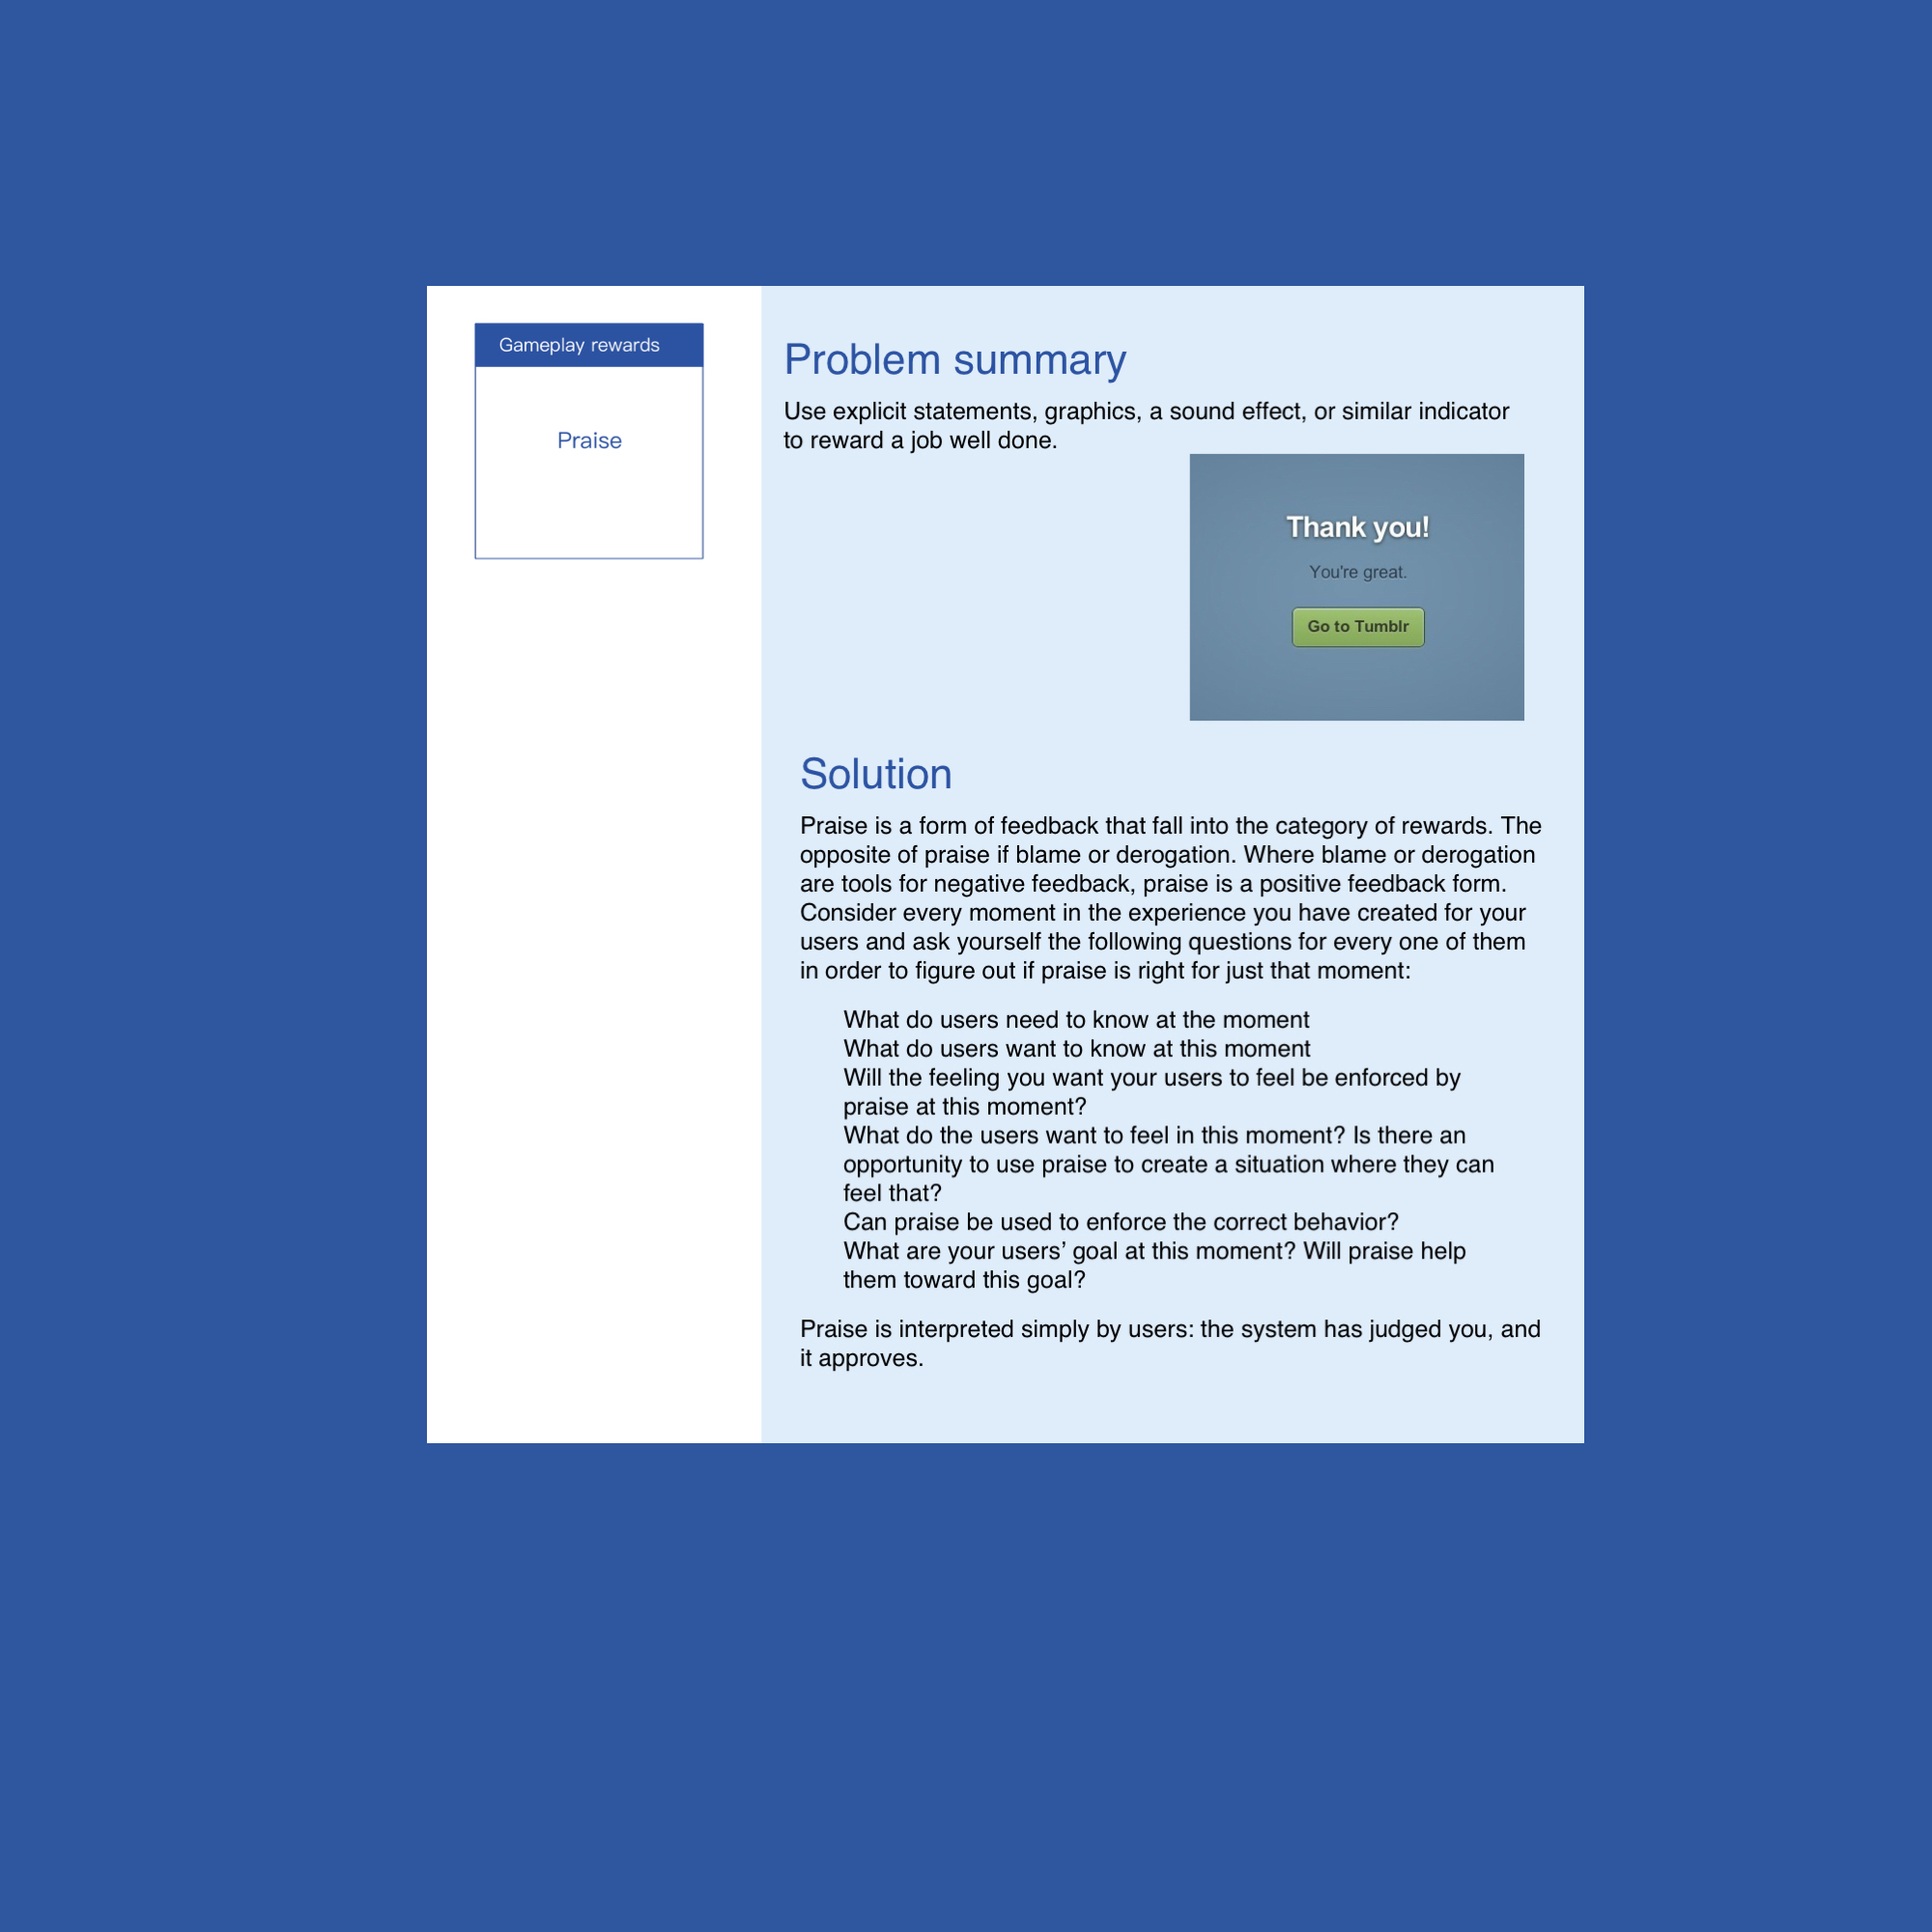 Gameplay rewards
Praise
Problem summary
Use explicit statements, graphics, a sound effect, or similar indicator
to reward a job well done.
Thank you!
You're great.
Go to Tumblr
Solution
Praise is a form of feedback that fall into the category of rewards. The
opposite of praise if blame or derogation. Where blame or derogation
are tools for negative feedback, praise is a positive feedback form.
Consider every moment in the experience you have created for your
users and ask yourself the following questions for every one of them
in order to figure out if praise is right for just that moment:
What do users need to know at the moment
What do users want to know at this moment
Will the feeling you want your users to feel be enforced by
praise at this moment?
What do the users want to feel in this moment? Is there an
opportunity to use praise to create a situation where they can
feel that?
Can praise be used to enforce the correct behavior?
What are your users’ goal at this moment? Will praise help
them toward this goal?
Praise is interpreted simply by users: the system has judged you, and
it approves.